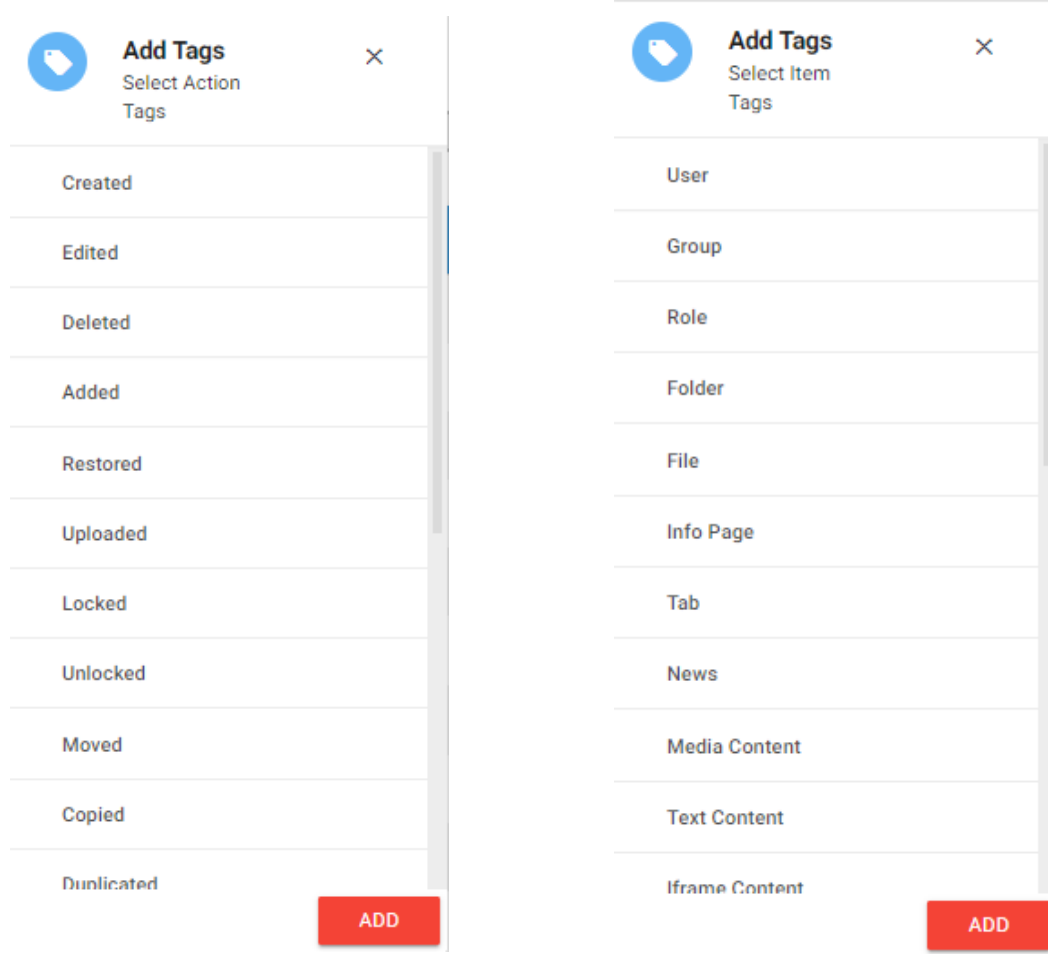 Add Tags
Select Action
Tags
Created
Edited
Deleted
Added
Restored
Uploaded
Locked
Unlocked
Moved
Copied
Duplicated
ADD
Add Tags
Select Item
Tags
User
Group
Role
Folder
File
Info Page
Tab
News
Media Content
Text Content
Iframe Content
ADD